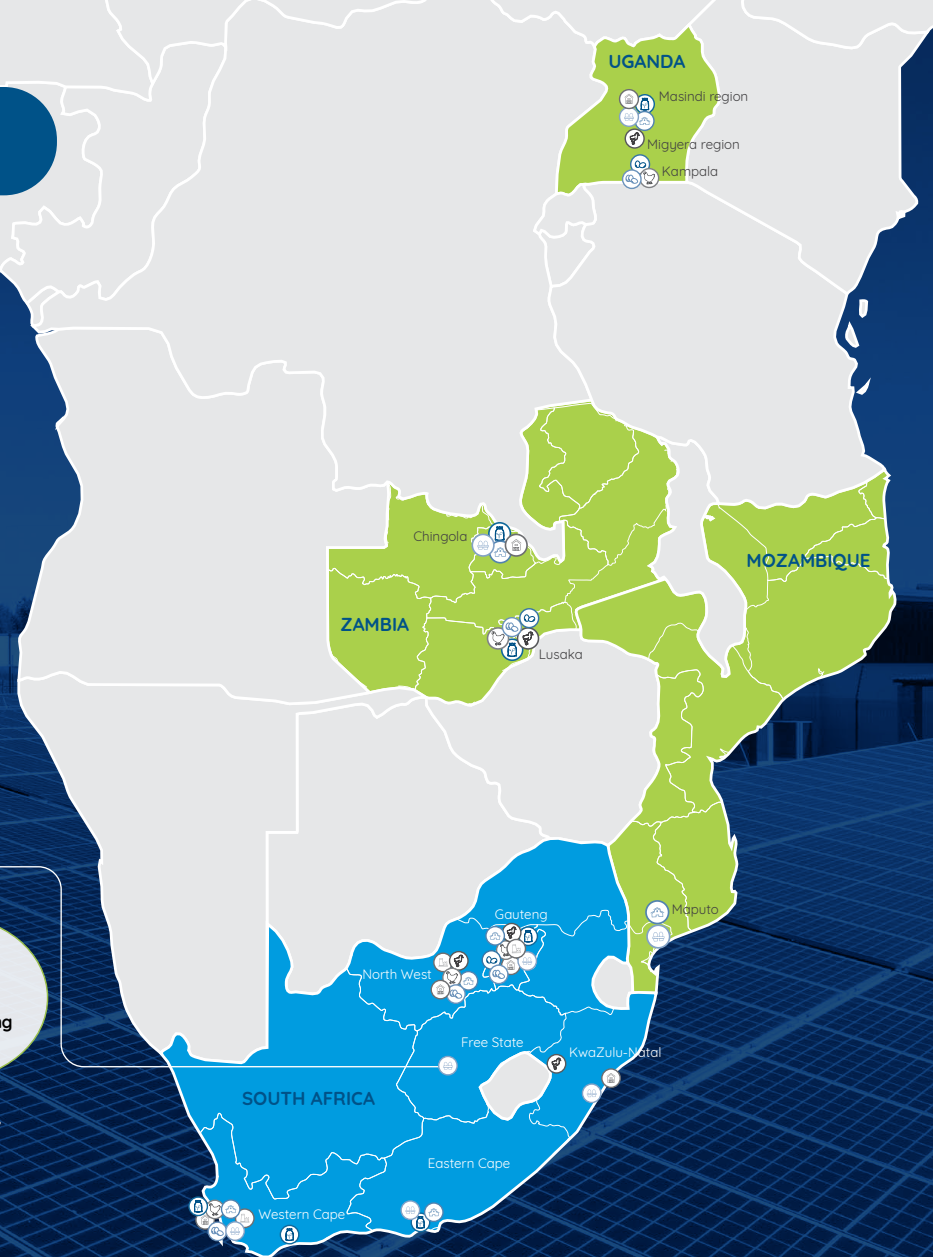 UGANDA
Masindi region
Migyera region
Kampala
Chingola
MOZAMBIQUE
ZAMBIA
Lusaka
Maputo
Gauteng
North West
Free State
KwaZulu-Natal
SOUTH AFRICA
Eastern Cape
Western Cape